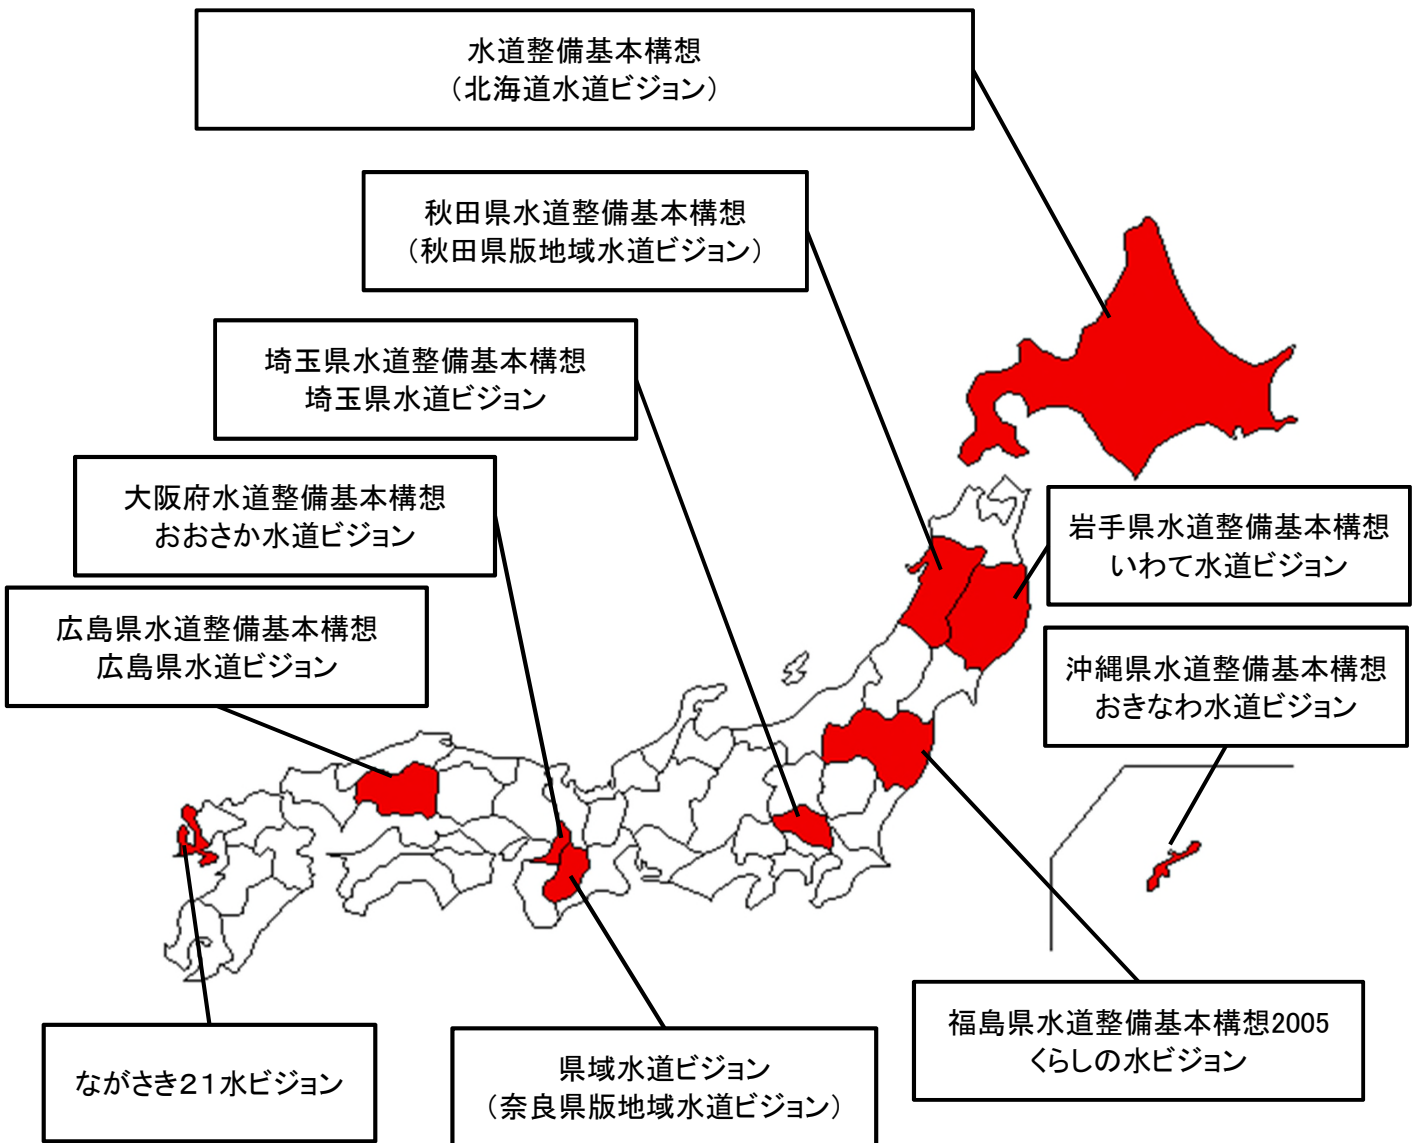 水道整備基本構想
（北海道水道ビジョン）
秋田県水道整備基本構想
（秋田県版地域水道ビジョン）
埼玉県水道整備基本構想
埼玉県水道ビジョン
大阪府水道整備基本構想
おおさか水道ビジョン
岩手県水道整備基本構想
いわて水道ビジョン
広島県水道整備基本構想
広島県水道ビジョン
沖縄県水道整備基本構想
おきなわ水道ビジョン
福島県水道整備基本構想2005
くらしの水ビジョン
ながさき２１水ビジョン
県域水道ビジョン
（奈良県版地域水道ビジョン）